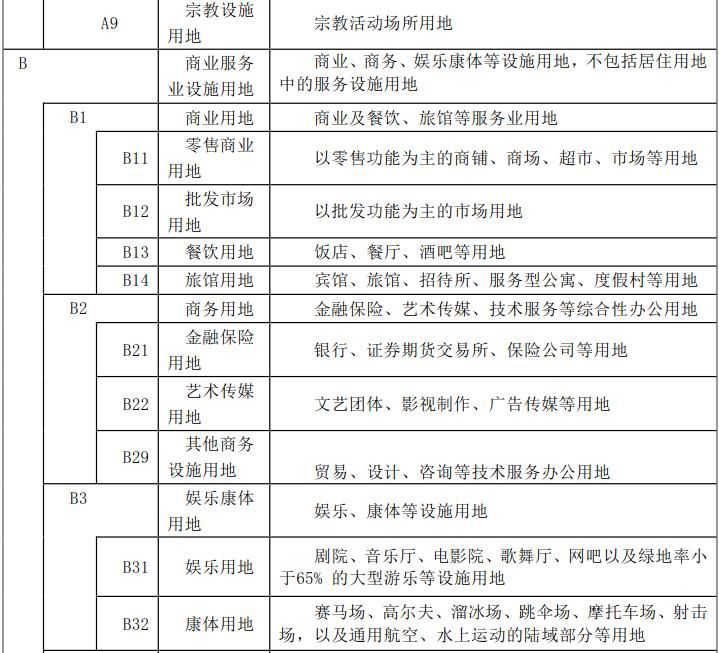 A9 宗教设施用地 宗教活动场所用地
B 商业服务业设施用地 商业、商务、娱乐康体等设施用地，不包括居住用地中的服务设施用地
B1 商业用地 商业及餐饮、旅馆等服务业用地
B11 零售商业用地 以零售功能为主的商铺、商场、超市、市场等用地
B12 批发市场用地 以批发功能为主的市场用地
B13 餐饮用地 饭店、餐厅、酒吧等用地
B14 旅馆用地 宾馆、旅馆、招待所、服务型公寓、度假村等用地
B2 商务用地 金融保险、艺术传媒、技术服务等综合性办公用地
B21 金融保险用地 银行、证券期货交易所、保险公司等用地
B22 艺术传媒用地 文艺团体、影视制作、广告传媒等用地
B29 其他商务设施用地 贸易、设计、咨询等技术服务办公用地
B3 娱乐康体用地 娱乐、康体等设施用地
B31 娱乐用地 剧院、音乐厅、电影院、歌舞厅、网吧以及绿地率小于65% 的大型游乐等设施用地
B32 康体用地 赛马场、高尔夫、溜冰场、跳伞场、摩托车场、射击场，以及通用航空、水上运动的陆域部分等用地